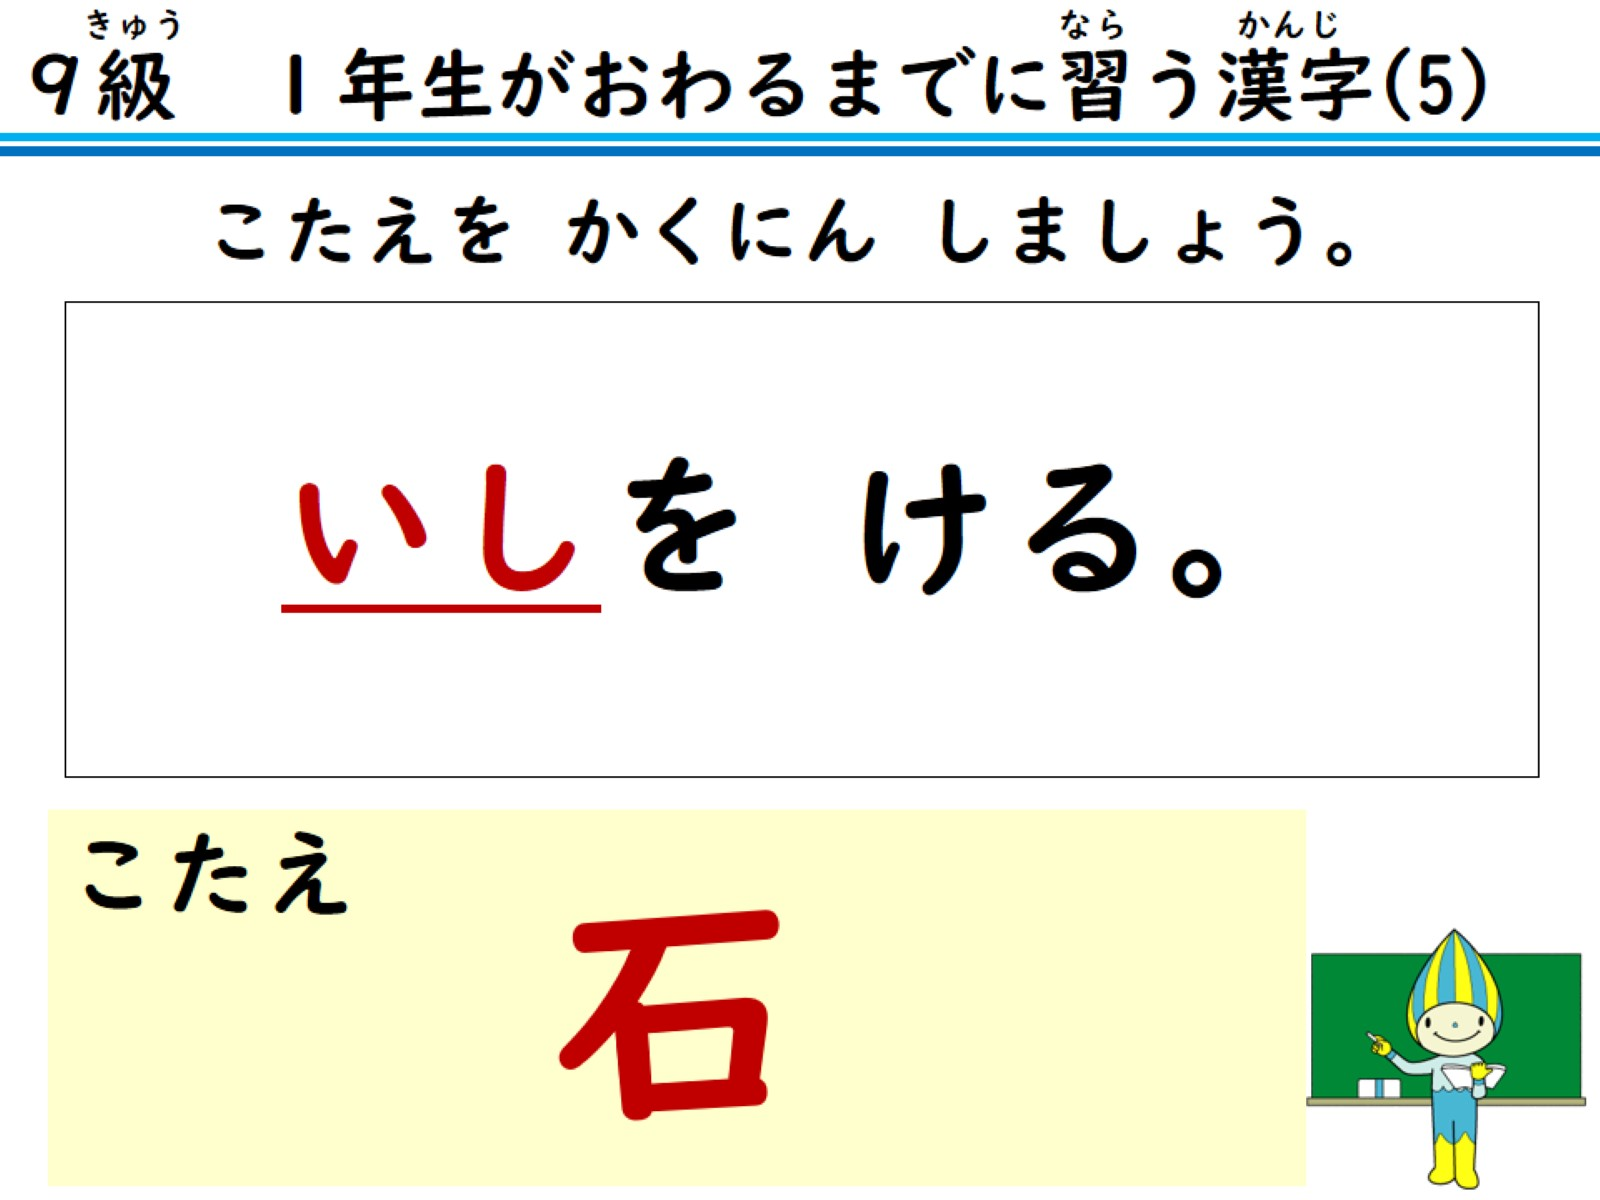 きゅう なら かんじ
9級 1年生がおわるまでに習う漢字(5)
こたえを かくにん しましょう。
いしを ける。
こたえ
石